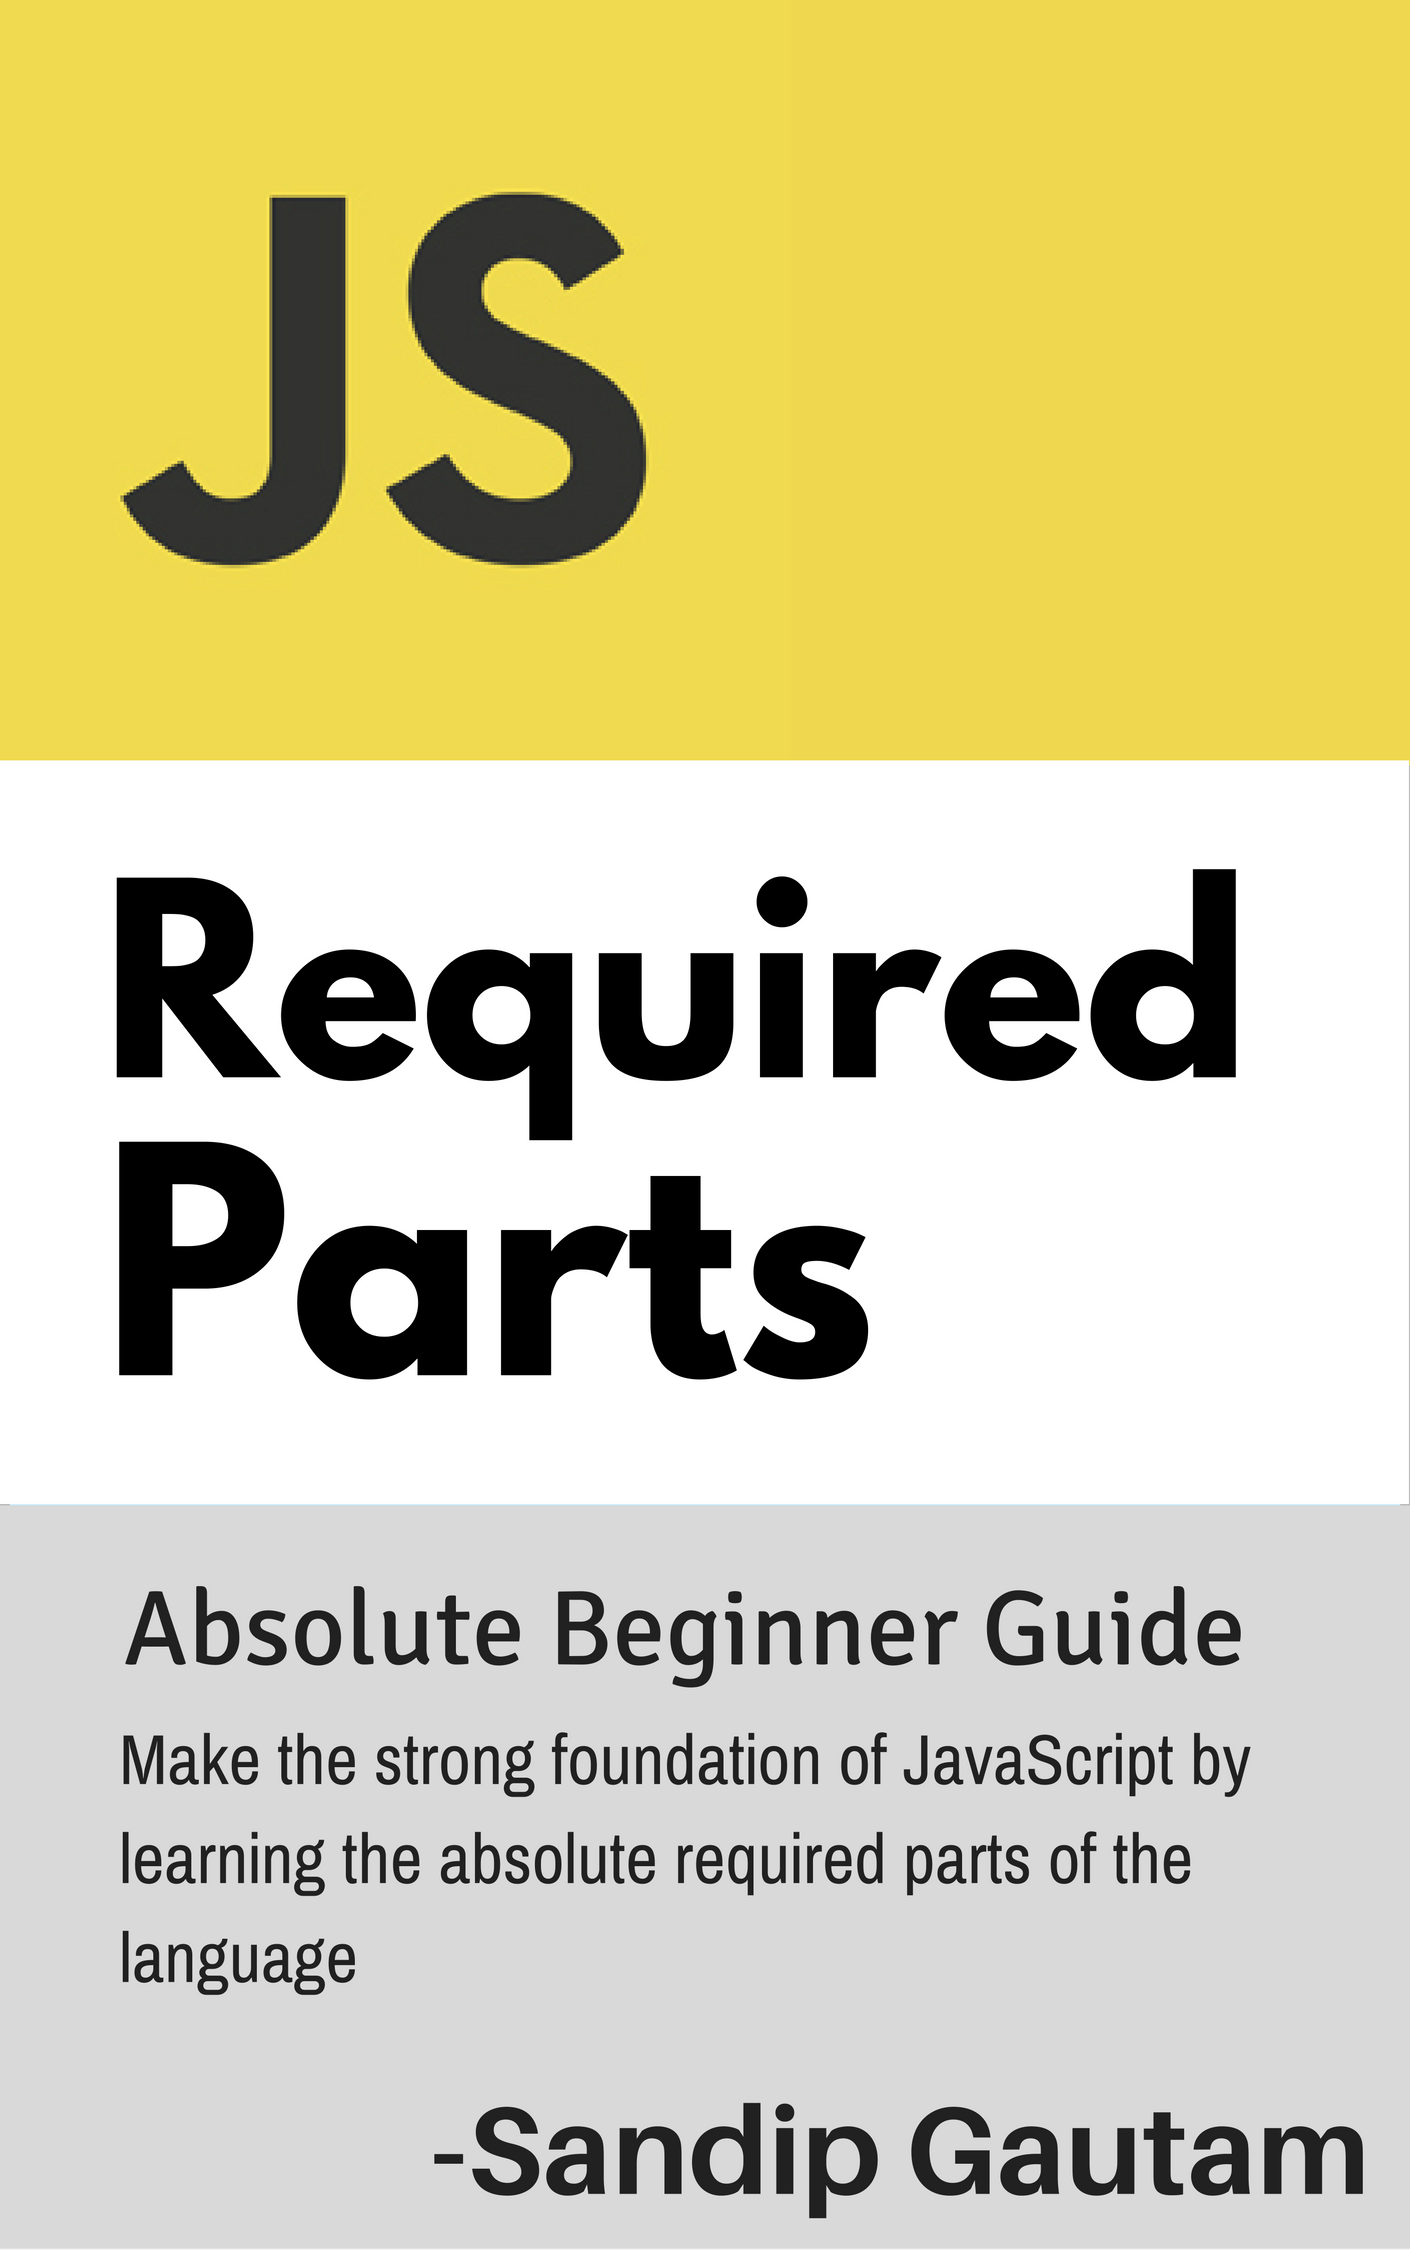 JS
Required
Parts
Absolute Beginner Guide
Make the strong foundation of JavaScript by
learning the absolute required parts of the
language
-Sandip Gautam